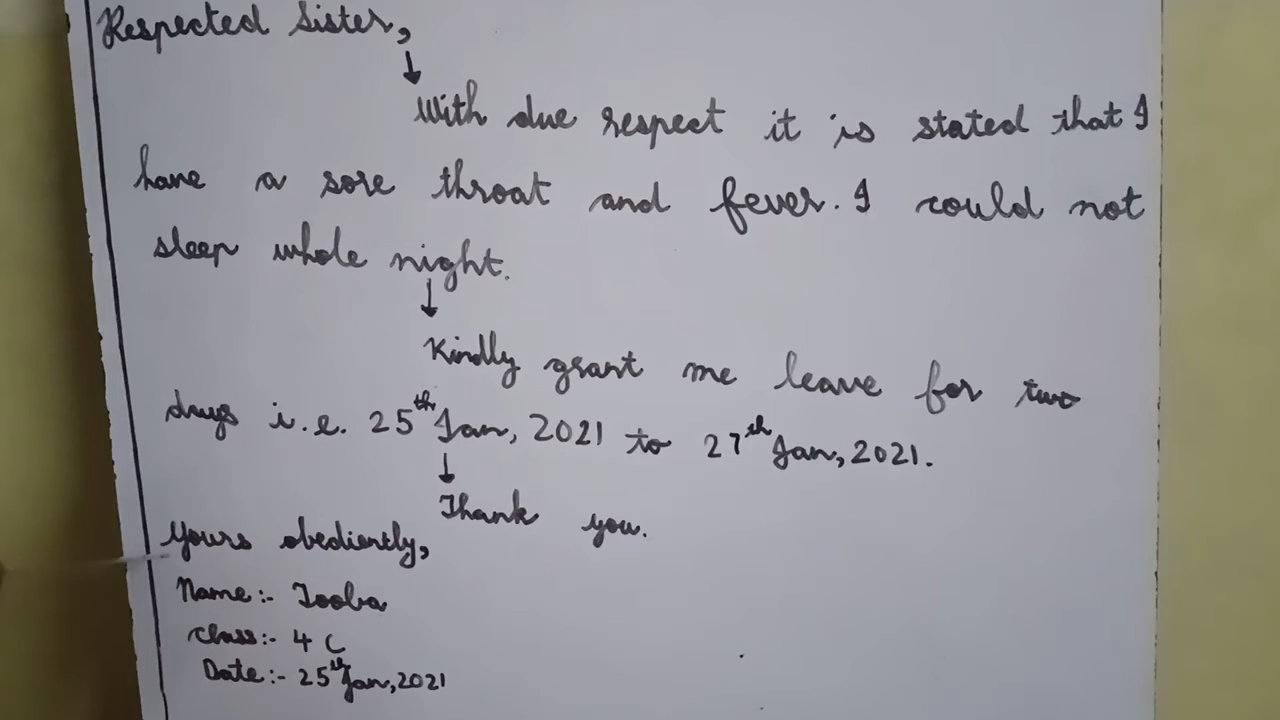 Respected Sister,
With due respect it is stated that I
have a sore throat and fever. I could not
sleep whole night.
Kindly grant me leave for two
days i.e. 25th Jan, 2021 to 27th Jan, 2021.
Thank you.
Yours obediently,
Name:- Tooba
Class:- 4 C
Date:- 25th Jan, 2021